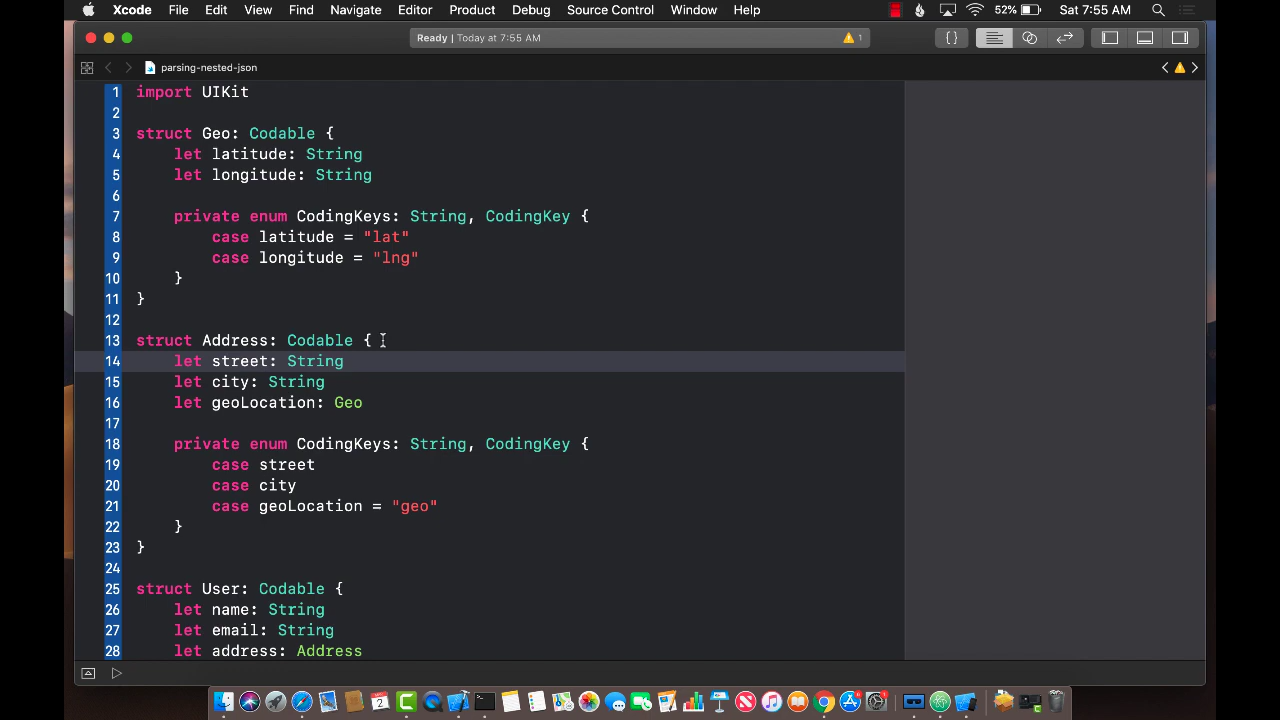 Xcode File Edit View Find Navigate Editor Product Debug Source Control Window Help 52% Sat 7:55 AM
Ready | Today at 7:55 AM 1
parsing-nested-json
1 import UIKit
2
3 struct Geo: Codable {
4 let latitude: String
5 let longitude: String
6
7 private enum CodingKeys: String, CodingKey {
8 case latitude = "lat"
9 case longitude = "lng"
10 }
11 }
12
13 struct Address: Codable {
14 let street: String
15 let city: String
16 let geoLocation: Geo
17
18 private enum CodingKeys: String, CodingKey {
19 case street
20 case city
21 case geoLocation = "geo"
22 }
23 }
24
25 struct User: Codable {
26 let name: String
27 let email: String
28 let address: Address